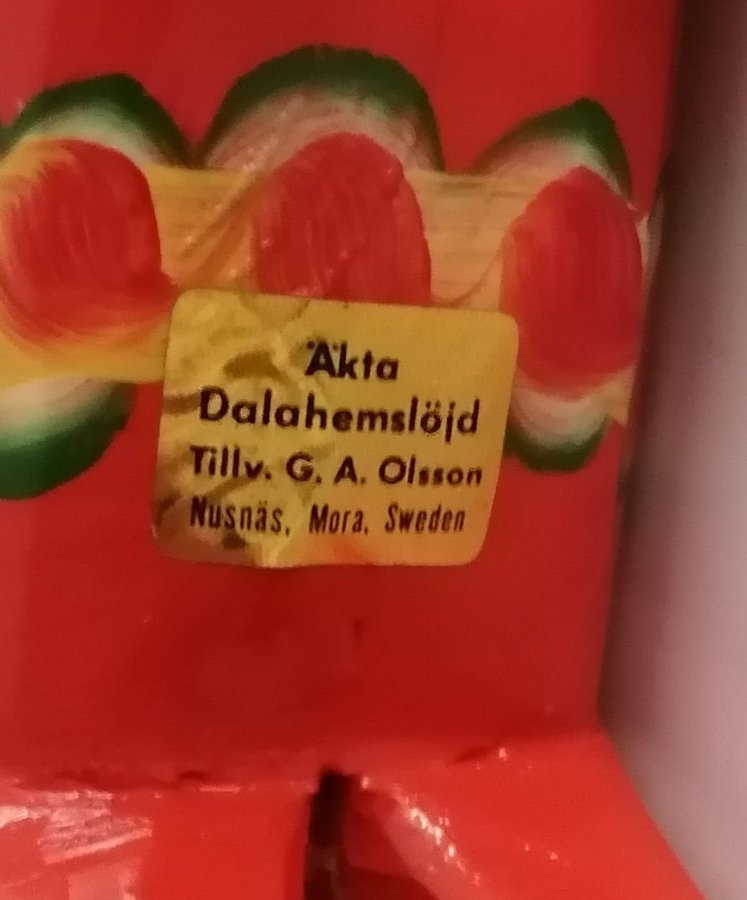 Äkta
Dalahemslöjd
Tillv. G. A. Olsson
Nusnäs, Mora, Sweden